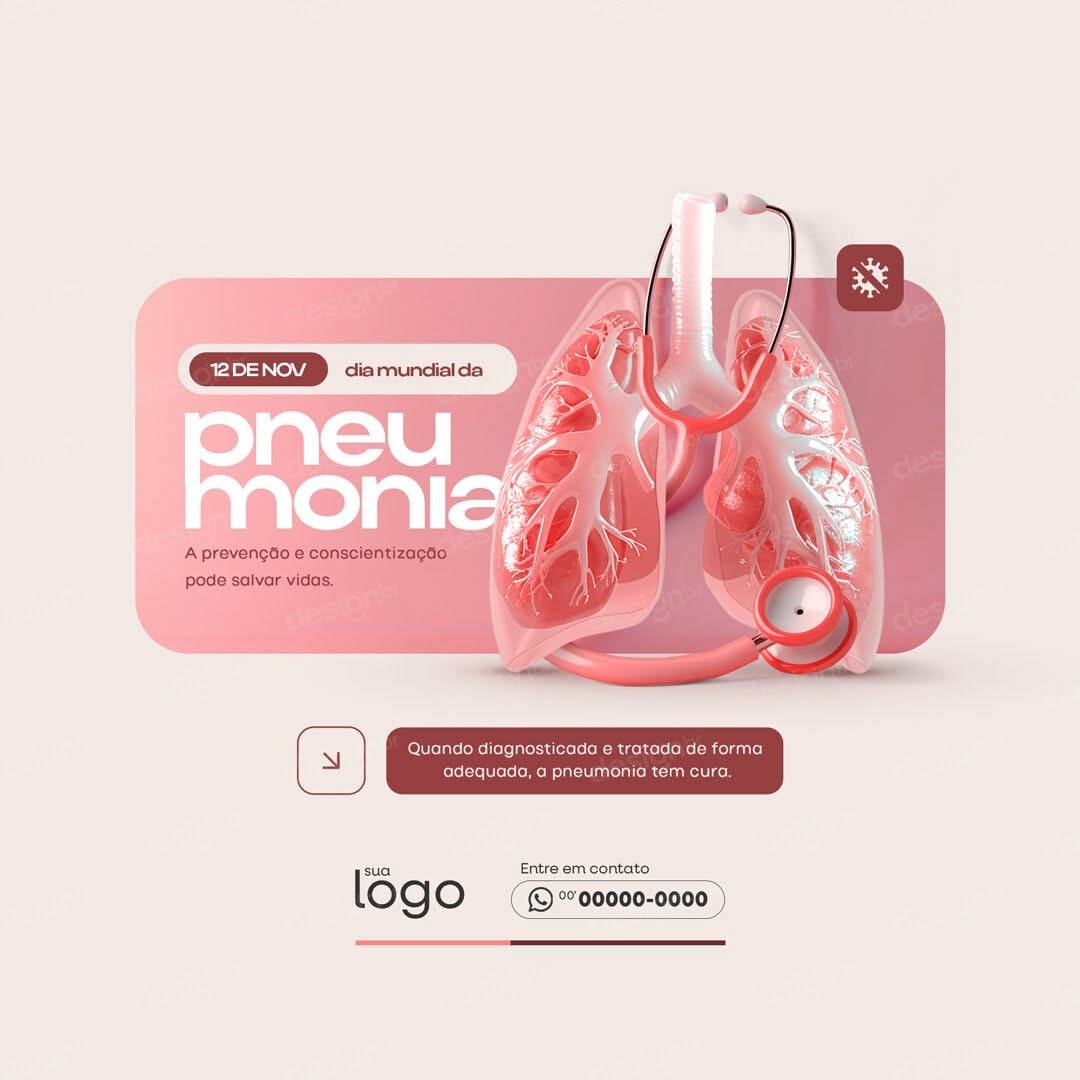 12 DE NOV dia mundial da
pneu
monia
A prevenção e conscientização
pode salvar vidas.
Quando diagnosticada e tratada de forma
adequada, a pneumonia tem cura.
sua
logo
Entre em contato
00' 00000-0000
designbr